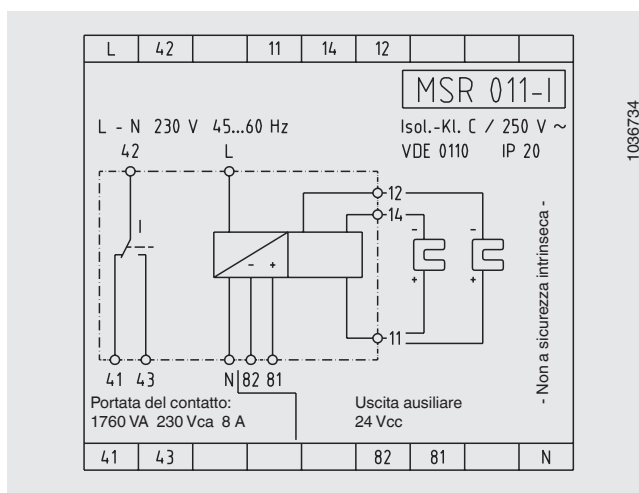 L 42 11 14 12
MSR 011-I
L - N 230 V 45...60 Hz
Isol.-Kl. C / 250 V ~
VDE 0110 IP 20
42 L
I
12
14
- -
- +
+ +
11
41 43 N 82 81
Portata del contatto:
1760 VA 230 Vca 8 A
Uscita ausiliare
24 Vcc
- Non a sicurezza intrinseca -
41 43 82 81 N
1036734